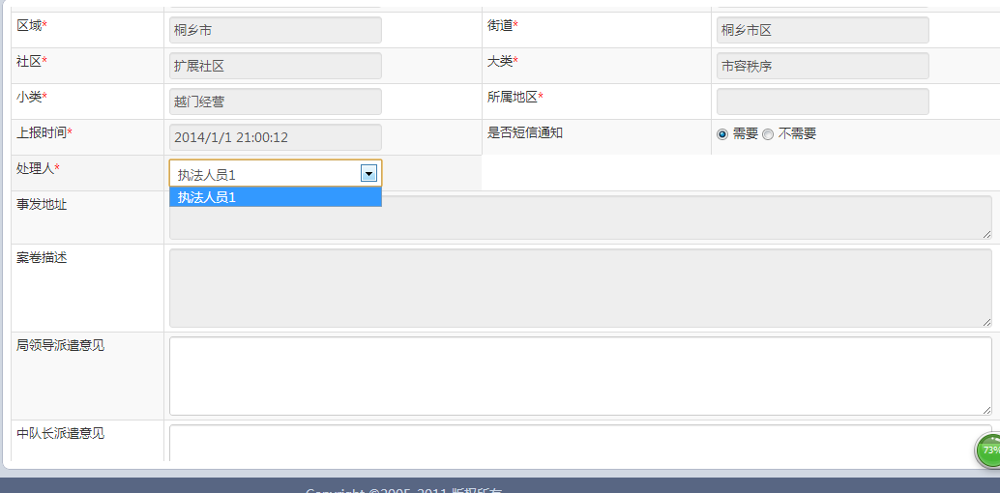 区域* 桐乡市 街道* 桐乡市区
社区* 扩展社区 大类* 市容秩序
小类* 越门经营 所属地区*
上报时间* 2014/1/1 21:00:12 是否短信通知 需要 不需要
处理人* 执法人员1
执法人员1
事发地址
案卷描述
局领导派遣意见
中队长派遣意见
73%
Copyright ©2005-2011 版权所有